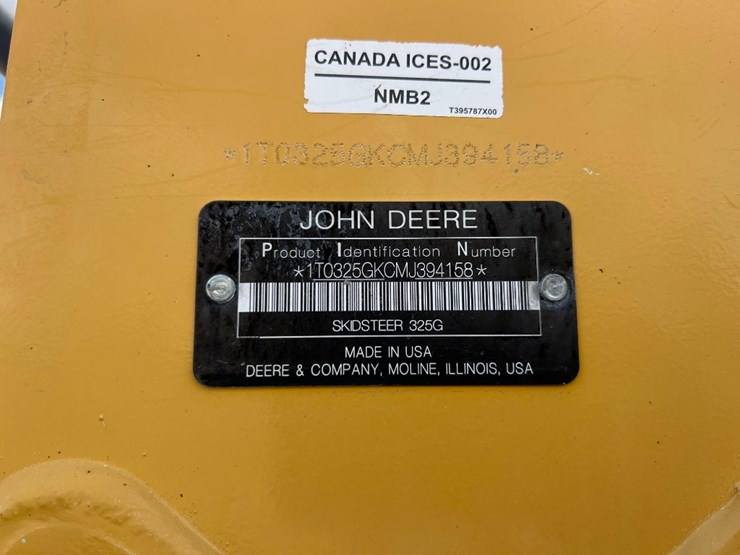 CANADA ICES-002
NMB2
T395787X00
*1T0325GKCMJ394158*
JOHN DEERE
Product Identification Number
*1T0325GKCMJ394158*
SKIDSTEER 325G
MADE IN USA
DEERE & COMPANY, MOLINE, ILLINOIS, USA